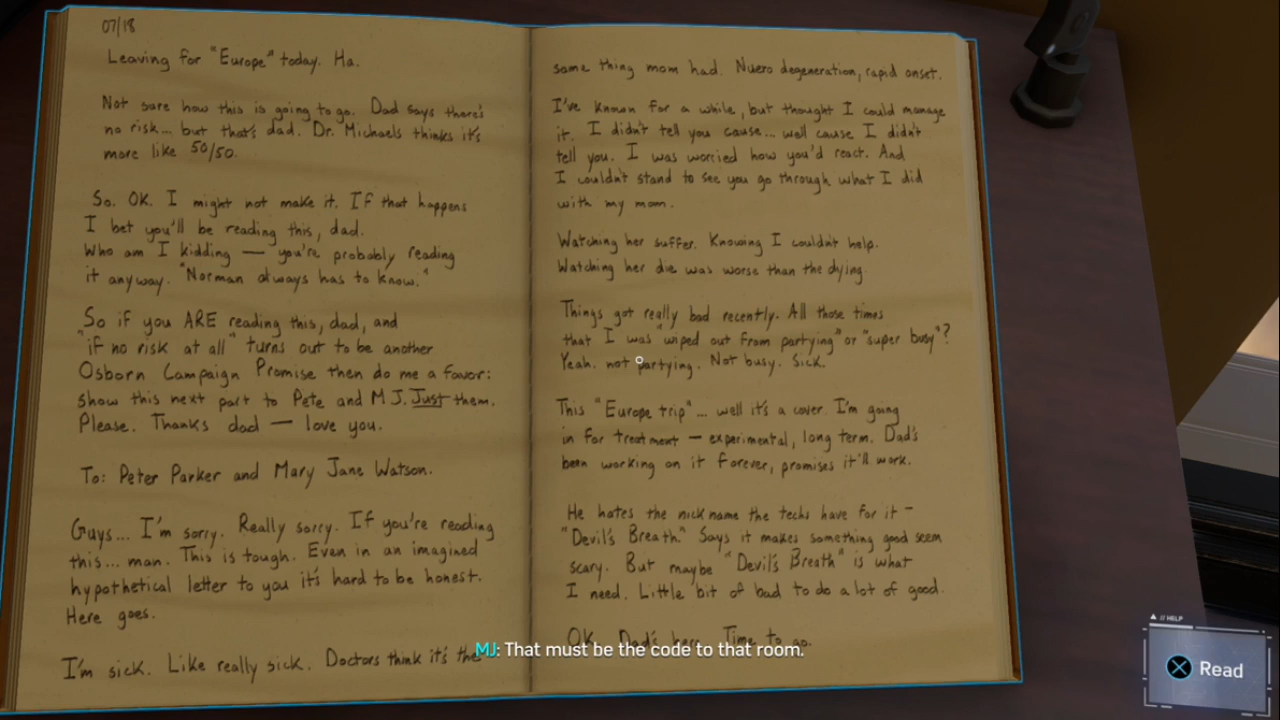 07/18
Leaving for "Europe" today. Ha.
Not sure how this is going to go. Dad says there's
no risk... but that's dad. Dr. Michaels thinks it's
more like 50/50.
So. OK. I might not make it. If that happens
I bet you'll be reading this, dad.
Who am I kidding — you're probably reading
it anyway. "Norman always has to know."
So if you ARE reading this, dad, and
"if no risk at all" turns out to be another
Osborn Campaign Promise then do me a favor:
show this next part to Pete and MJ. Just them.
Please. Thanks dad — love you.
To: Peter Parker and Mary Jane Watson.
Guys... I'm sorry. Really sorry. If you're reading
this... man. This is tough. Even in an imagined
hypothetical letter to you it's hard to be honest.
Here goes.
I'm sick. Like really sick. Doctors think it's the
same thing mom had. Nuero degeneration, rapid onset.
I've known for a while, but thought I could manage
it. I didn't tell you cause... well cause I didn't
tell you. I was worried how you'd react. And
I couldn't stand to see you go through what I did
with my mom.
Watching her suffer. Knowing I couldn't help.
Watching her die was worse than the dying.
Things got really bad recently. All those times
that I was "wiped out from partying" or "super busy"?
Yeah. not partying. Not busy. Sick.
This "Europe trip"... well it's a cover. I'm going
in for treatment — experimental, long term. Dad's
been working on it forever, promises it'll work.
He hates the nickname the techs have for it -
"Devil's Breath." Says it makes something good seem
scary. But maybe "Devil's Breath" is what
I need. Little bit of bad to do a lot of good.
OK. Dad's here. Time to go.
MJ: That must be the code to that room.
▲ // HELP
Read